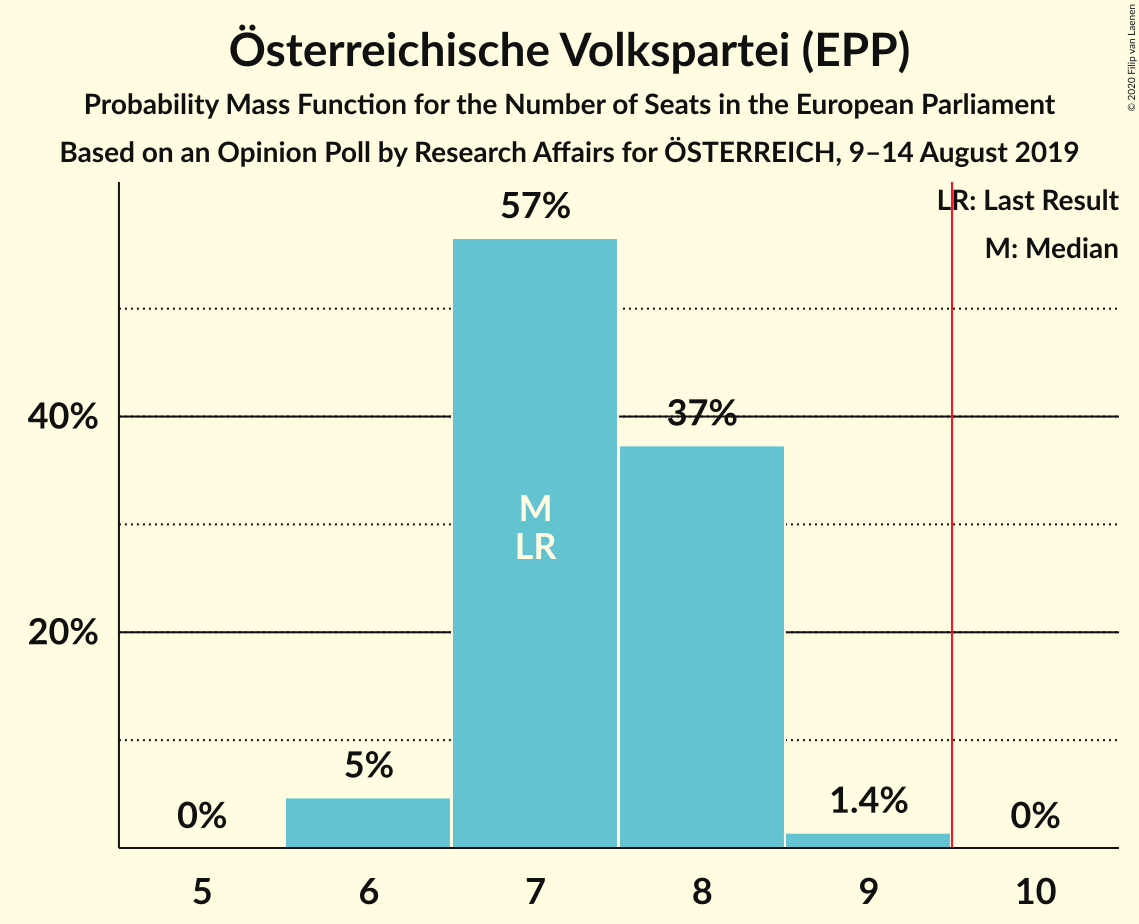 Österreichische Volkspartei (EPP)
Probability Mass Function for the Number of Seats in the European Parliament
Based on an Opinion Poll by Research Affairs for ÖSTERREICH, 9–14 August 2019
© 2020 Filip van Laenen
LR: Last Result
M: Median
57%
40%
37%
M
LR
20%
5%
1.4%
0%
0%
5 6 7 8 9 10